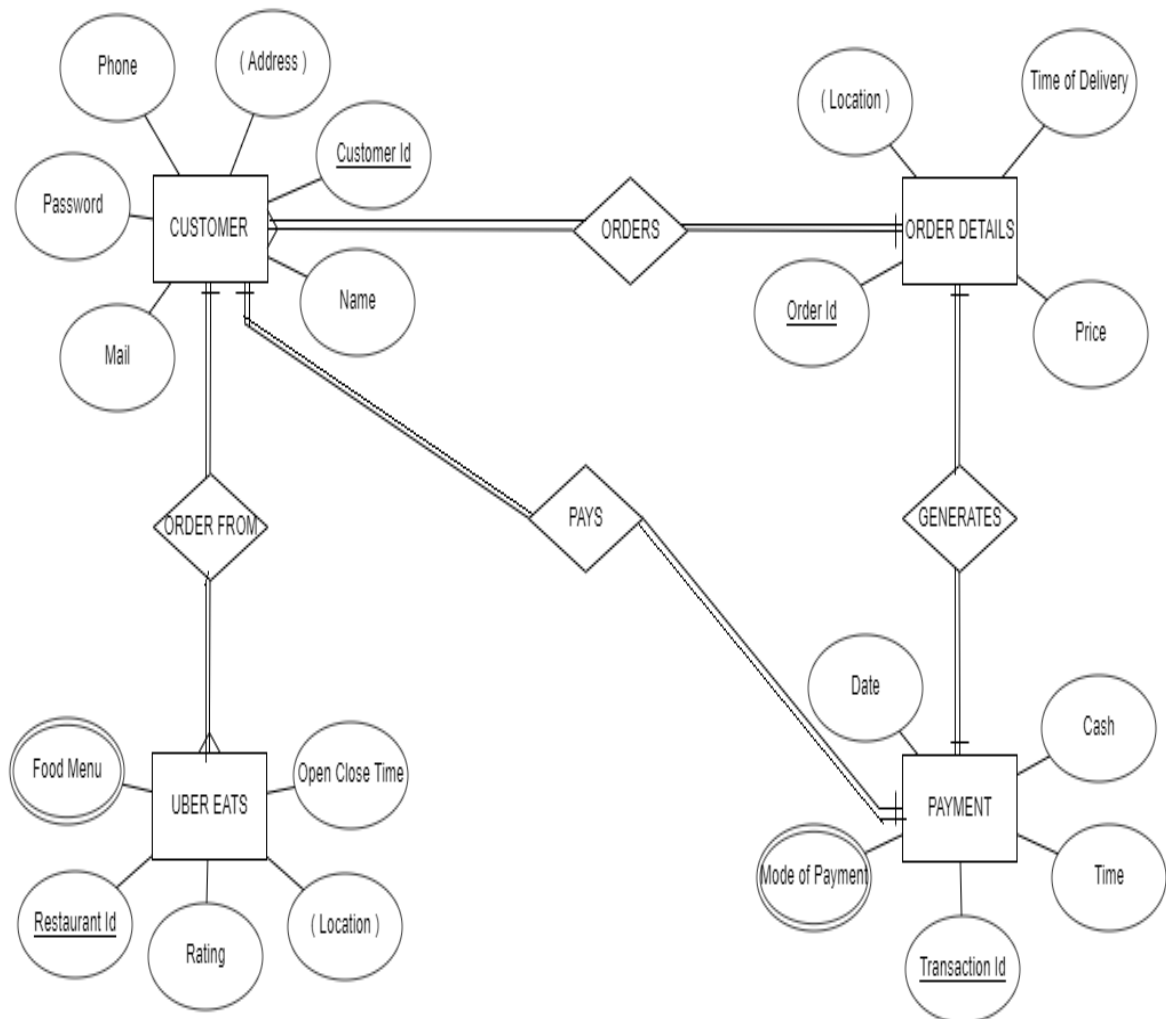 Phone
( Address )
Customer Id
Password
CUSTOMER
Name
Mail
ORDERS
( Location )
Time of Delivery
ORDER DETAILS
Order Id
Price
ORDER FROM
PAYS
GENERATES
Food Menu
Open Close Time
UBER EATS
Restaurant Id
Rating
( Location )
Date
Cash
PAYMENT
Mode of Payment
Time
Transaction Id